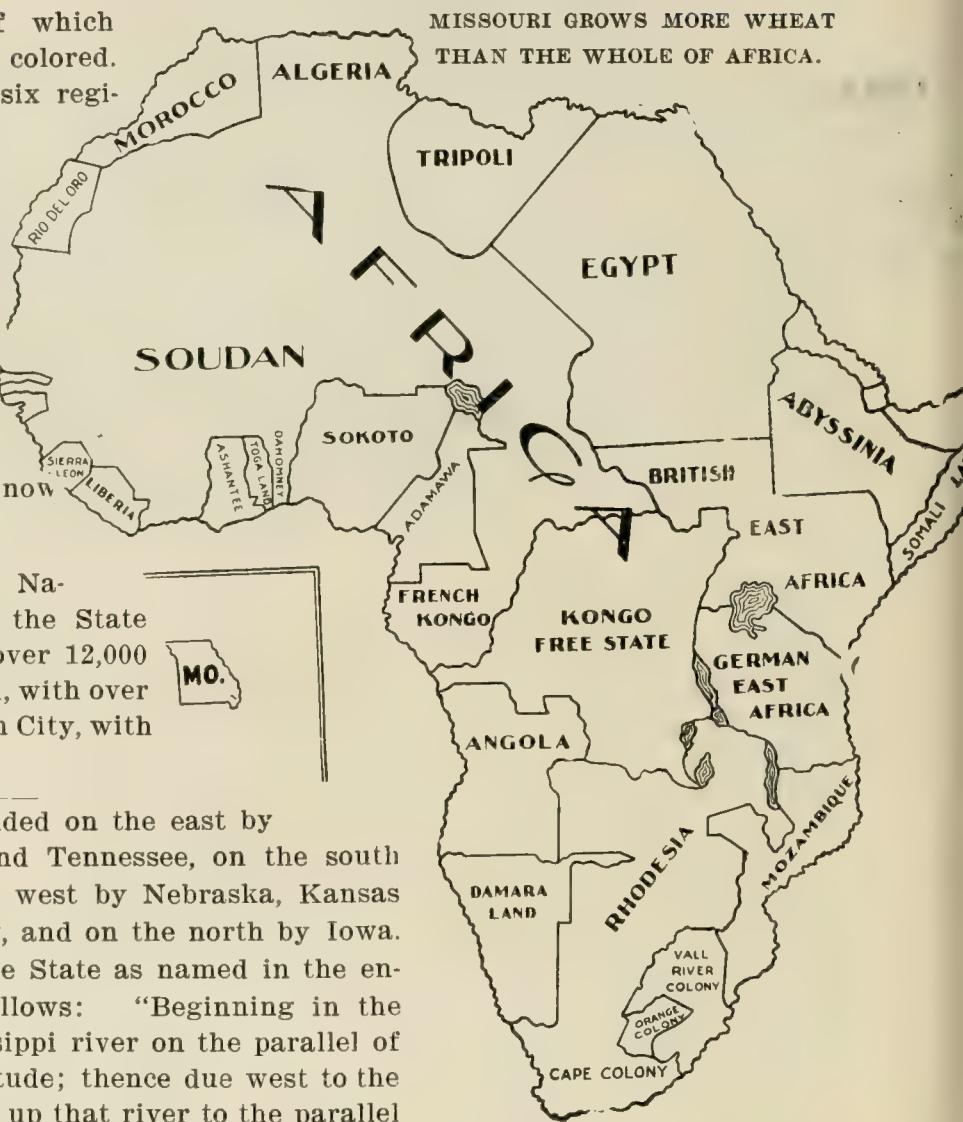 f which
colored.
six regi-
MISSOURI GROWS MORE WHEAT
THAN THE WHOLE OF AFRICA.
MOROCCO
ALGERIA
TRIPOLI
RIO DEL ORO
EGYPT
AFRICA
SOUDAN
SOKOTO
ABYSSINIA
SIERRA
LEON
LIBERIA
ASHANTEE
TOGA LAND
DAHOMNEY
ADAMAWA
BRITISH
EAST
AFRICA
SOMALI LA
FRENCH
KONGO
KONGO
FREE STATE
GERMAN
EAST
AFRICA
ANGOLA
MOZAMBIQUE
RHODESIA
DAMARA
LAND
VALL
RIVER
COLONY
ORANGE
COLONY
CAPE COLONY
now
Na-
the State
over 12,000
, with over
n City, with
MO.
ded on the east by
nd Tennessee, on the south
west by Nebraska, Kansas
, and on the north by Iowa.
e State as named in the en-
llows: “Beginning in the
sippi river on the parallel of
tude; thence due west to the
up that river to the parallel